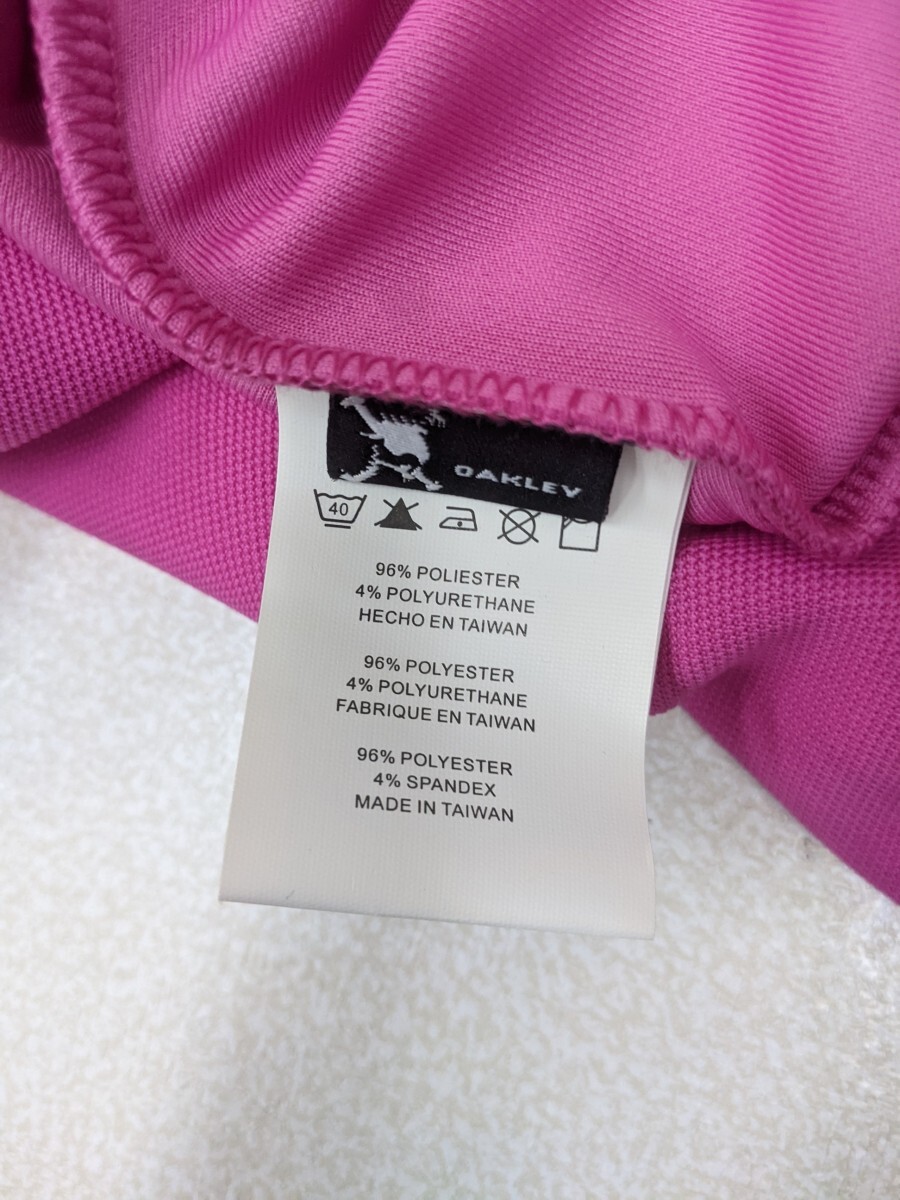 OAKLEY
40
96% POLIESTER
4% POLYURETHANE
HECHO EN TAIWAN
96% POLYESTER
4% POLYURETHANE
FABRIQUE EN TAIWAN
96% POLYESTER
4% SPANDEX
MADE IN TAIWAN